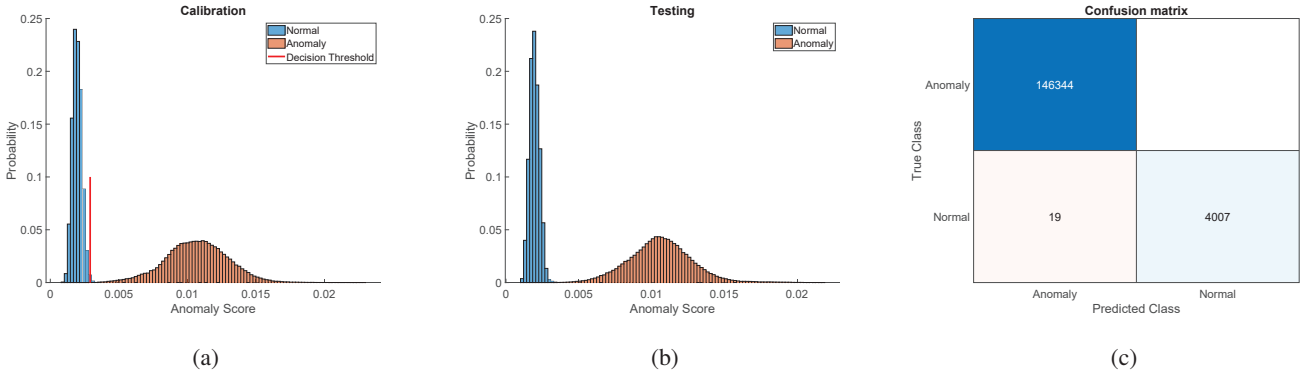 Calibration
Normal
Anomaly
Decision Threshold
0.25
0.2
0.15
0.1
0.05
0
Probability
0
0.005
0.01
0.015
0.02
Anomaly Score
(a)
Testing
Normal
Anomaly
0.25
0.2
0.15
0.1
0.05
0
Probability
0
0.005
0.01
0.015
0.02
Anomaly Score
(b)
Confusion matrix
True Class
Anomaly
146344
Normal
19
4007
Anomaly
Normal
Predicted Class
(c)